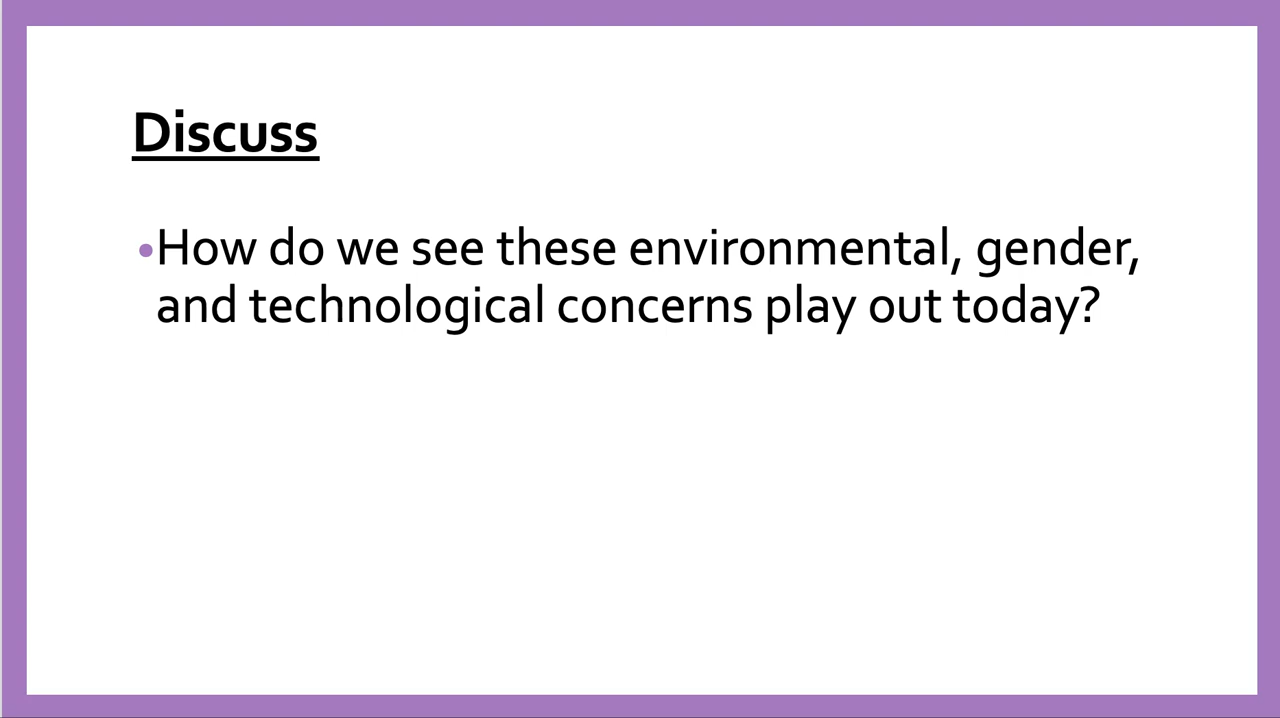 Discuss
•How do we see these environmental, gender,
and technological concerns play out today?